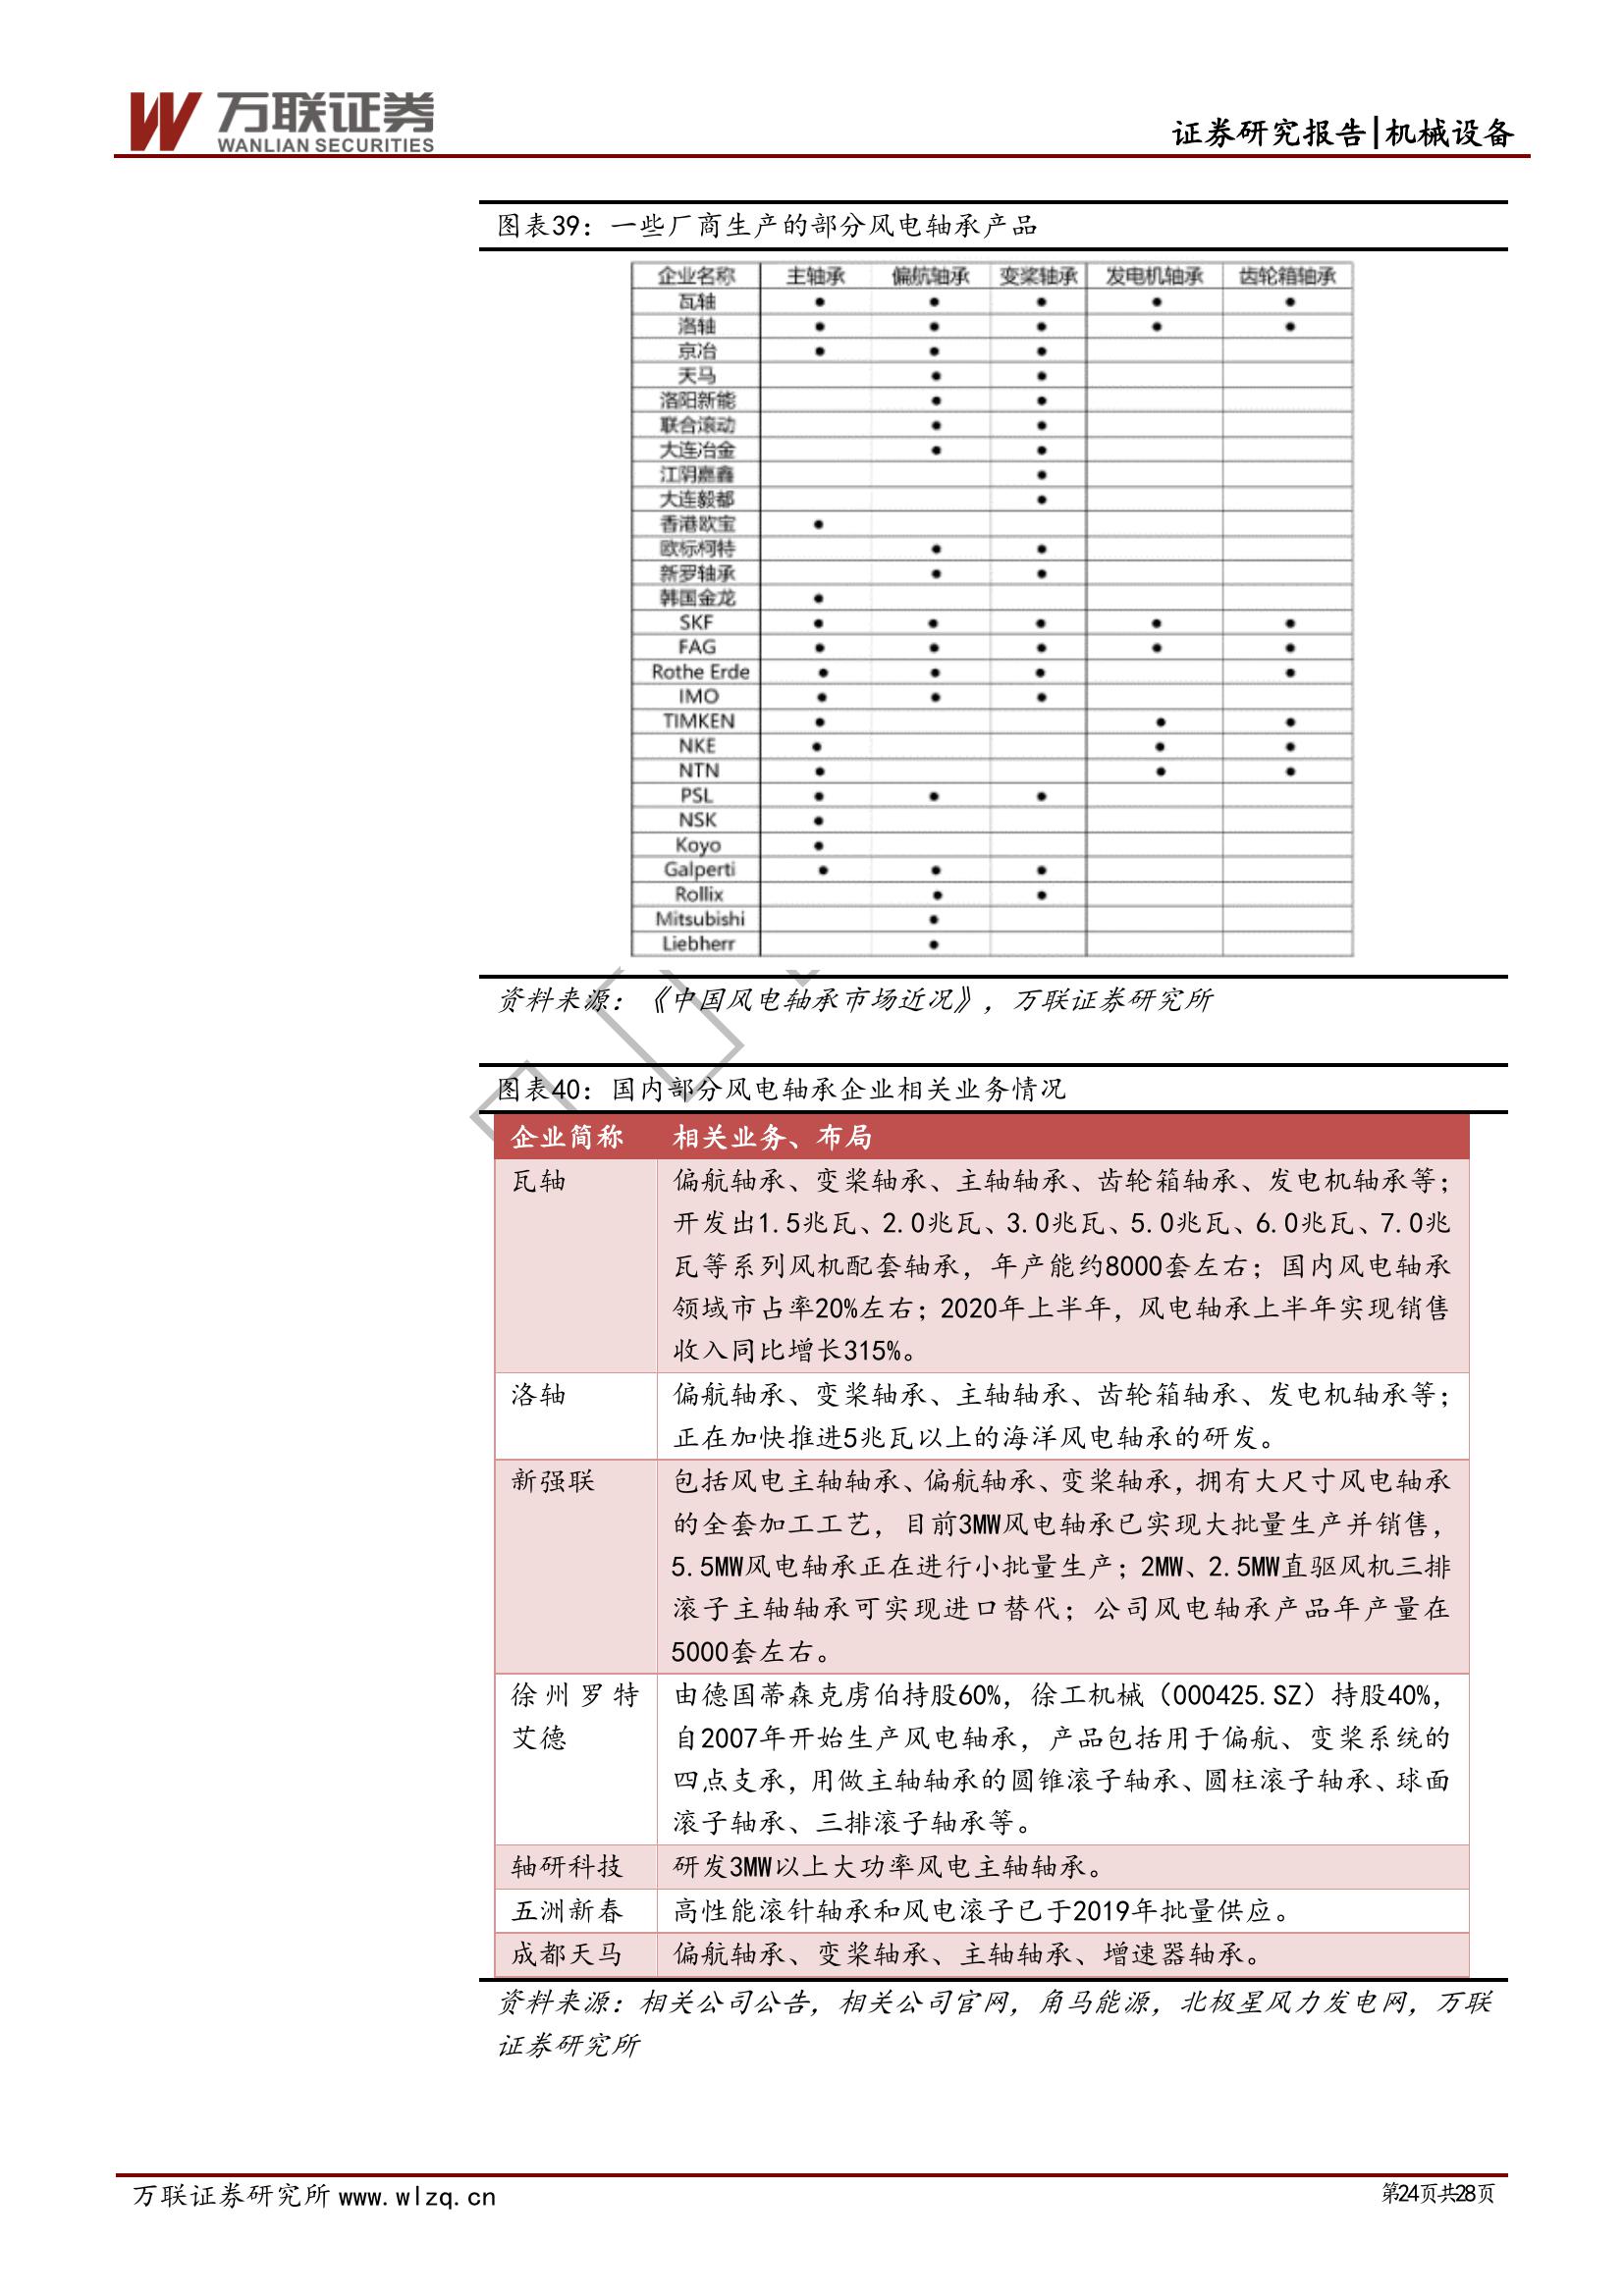 万联证券
WANLIAN SECURITIES
证券研究报告|机械设备
图表39：一些厂商生产的部分风电轴承产品
企业名称 主轴承 偏航轴承 变桨轴承 发电机轴承 齿轮箱轴承
瓦轴 ● ● ● ● ●
洛轴 ● ● ● ● ●
京冶 ● ● ●
天马 ● ●
洛阳新能 ● ●
联合滚动 ● ●
大连冶金 ● ●
江阴嘉鑫 ●
大连毅都 ●
香港欧宝 ●
欧标柯特 ● ●
新罗轴承 ● ●
韩国金龙 ●
SKF ● ● ● ● ●
FAG ● ● ● ● ●
Rothe Erde ● ● ● ●
IMO ● ● ●
TIMKEN ● ● ●
NKE ● ● ●
NTN ● ● ●
PSL ● ● ●
NSK ●
Koyo ●
Galperti ● ● ●
Rollix ● ●
Mitsubishi ●
Liebherr ●
资料来源：《中国风电轴承市场近况》，万联证券研究所
图表40：国内部分风电轴承企业相关业务情况
企业简称 相关业务、布局
瓦轴 偏航轴承、变桨轴承、主轴轴承、齿轮箱轴承、发电机轴承等；
开发出1.5兆瓦、2.0兆瓦、3.0兆瓦、5.0兆瓦、6.0兆瓦、7.0兆
瓦等系列风机配套轴承，年产能约8000套左右；国内风电轴承
领域市占率20%左右；2020年上半年，风电轴承上半年实现销售
收入同比增长315%。
洛轴 偏航轴承、变桨轴承、主轴轴承、齿轮箱轴承、发电机轴承等；
正在加快推进5兆瓦以上的海洋风电轴承的研发。
新强联 包括风电主轴轴承、偏航轴承、变桨轴承，拥有大尺寸风电轴承
的全套加工工艺，目前3MW风电轴承已实现大批量生产并销售，
5.5MW风电轴承正在进行小批量生产；2MW、2.5MW直驱风机三排
滚子主轴轴承可实现进口替代；公司风电轴承产品年产量在
5000套左右。
徐州罗特 由德国蒂森克虏伯持股60%，徐工机械（000425.SZ）持股40%，
艾德 自2007年开始生产风电轴承，产品包括用于偏航、变桨系统的
四点支承，用做主轴轴承的圆锥滚子轴承、圆柱滚子轴承、球面
滚子轴承、三排滚子轴承等。
轴研科技 研发3MW以上大功率风电主轴轴承。
五洲新春 高性能滚针轴承和风电滚子已于2019年批量供应。
成都天马 偏航轴承、变桨轴承、主轴轴承、增速器轴承。
资料来源：相关公司公告，相关公司官网，角马能源，北极星风力发电网，万联
证券研究所
万联证券研究所 www.wlzq.cn
第24页共28页